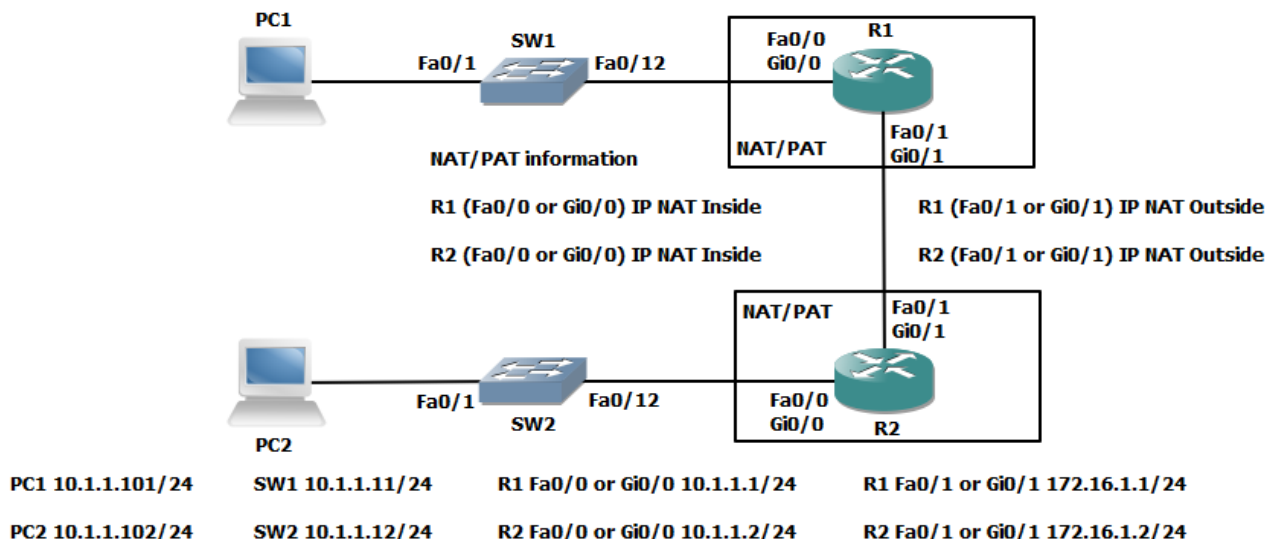 PC1
SW1
Fa0/1
Fa0/12
Fa0/0
Gi0/0
R1
NAT/PAT
Fa0/1
Gi0/1
NAT/PAT information
R1 (Fa0/0 or Gi0/0) IP NAT Inside
R1 (Fa0/1 or Gi0/1) IP NAT Outside
R2 (Fa0/0 or Gi0/0) IP NAT Inside
R2 (Fa0/1 or Gi0/1) IP NAT Outside
NAT/PAT
Fa0/1
Gi0/1
Fa0/1
Fa0/12
Fa0/0
Gi0/0
SW2
R2
PC2
PC1 10.1.1.101/24
SW1 10.1.1.11/24
R1 Fa0/0 or Gi0/0 10.1.1.1/24
R1 Fa0/1 or Gi0/1 172.16.1.1/24
PC2 10.1.1.102/24
SW2 10.1.1.12/24
R2 Fa0/0 or Gi0/0 10.1.1.2/24
R2 Fa0/1 or Gi0/1 172.16.1.2/24